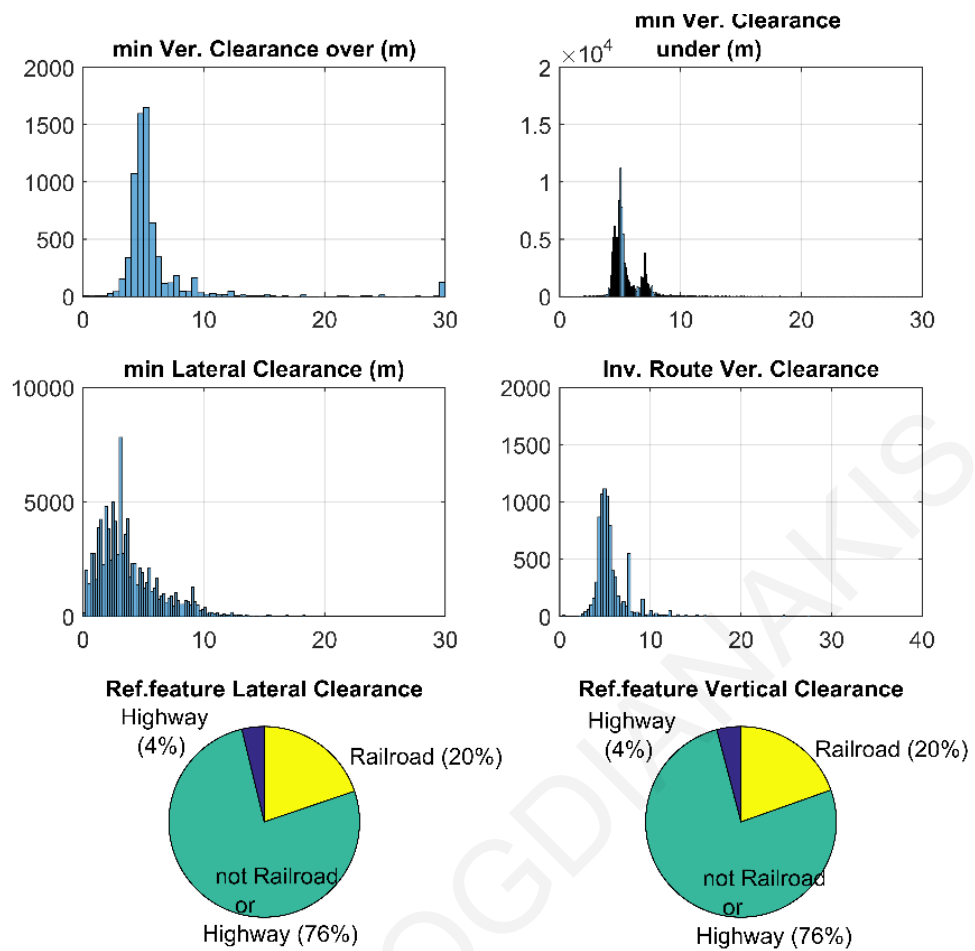 min Ver. Clearance over (m)
2000
1500
1000
500
0
0 10 20 30
min Ver. Clearance
under (m)
×10⁴
2
1.5
1
0.5
0
0 10 20 30
min Lateral Clearance (m)
10000
5000
0
0 10 20 30
Inv. Route Ver. Clearance
2000
1500
1000
500
0
0 10 20 30 40
Ref.feature Lateral Clearance
Highway
(4%)
Railroad (20%)
not Railroad
or
Highway (76%)
Ref.feature Vertical Clearance
Highway
(4%)
Railroad (20%)
not Railroad
or
Highway (76%)
OGDIANAKIS